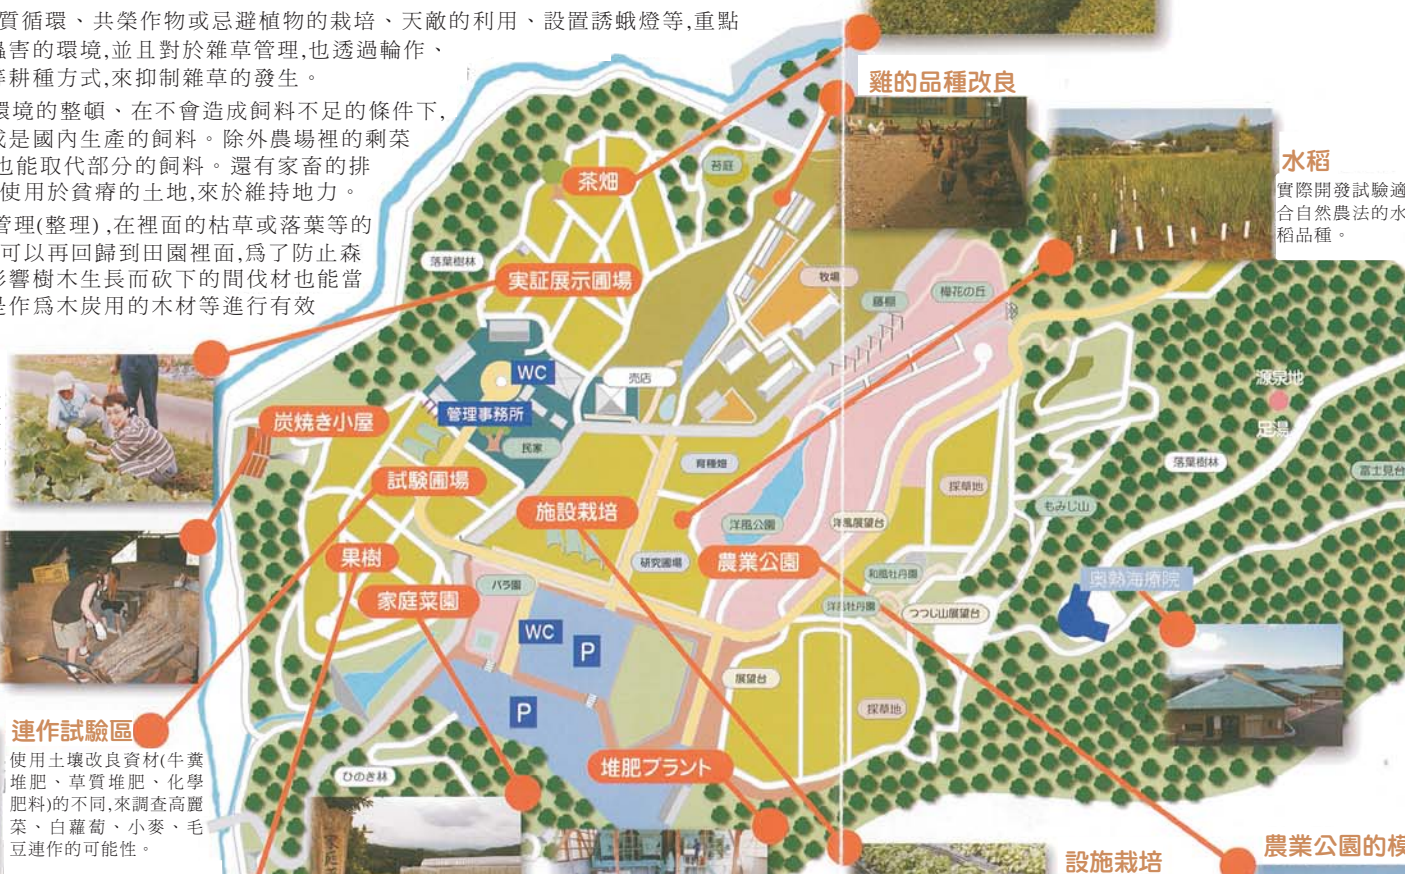 質循環、共榮作物或忌避植物的栽培、天敵的利用、設置誘蛾燈等,重點
蟲害的環境,並且對於雜草管理,也透過輪作、
等耕種方式,來抑制雜草的發生。
環境的整頓、在不會造成飼料不足的條件下,
或是國內生產的飼料。除外農場裡的剩菜
也能取代部分的飼料。還有家畜的排
使用於貧瘠的土地,來於維持地力。
管理(整理),在裡面的枯草或落葉等的
可以再回歸到田園裡面,爲了防止森
影響樹木生長而砍下的間伐材也能當
是作爲木炭用的木材等進行有效
雞的品種改良
水稻
實際開發試驗適
合自然農法的水
稻品種。
苔庭
茶畑
落葉樹林
実証展示圃場
牧場
藤棚
梅花の丘
WC
売店
管理事務所
民家
炭焼き小屋
源泉地
足湯
育種畑
落葉樹林
富士見台
試験圃場
採草地
もみじ山
施設栽培
洋風公園
洋風展望台
果樹
研究圃場
農業公園
和風牡丹園
奥熱海療院
バラ園
家庭菜園
洋風牡丹園
つつじ山展望台
WC
P
展望台
P
採草地
連作試驗區
使用土壤改良資材(牛糞
堆肥、草質堆肥、化學
肥料)的不同,來調查高麗
菜、白蘿蔔、小麥、毛
豆連作的可能性。
堆肥プラント
ひのき林
家庭菜
設施栽培
農業公園的模